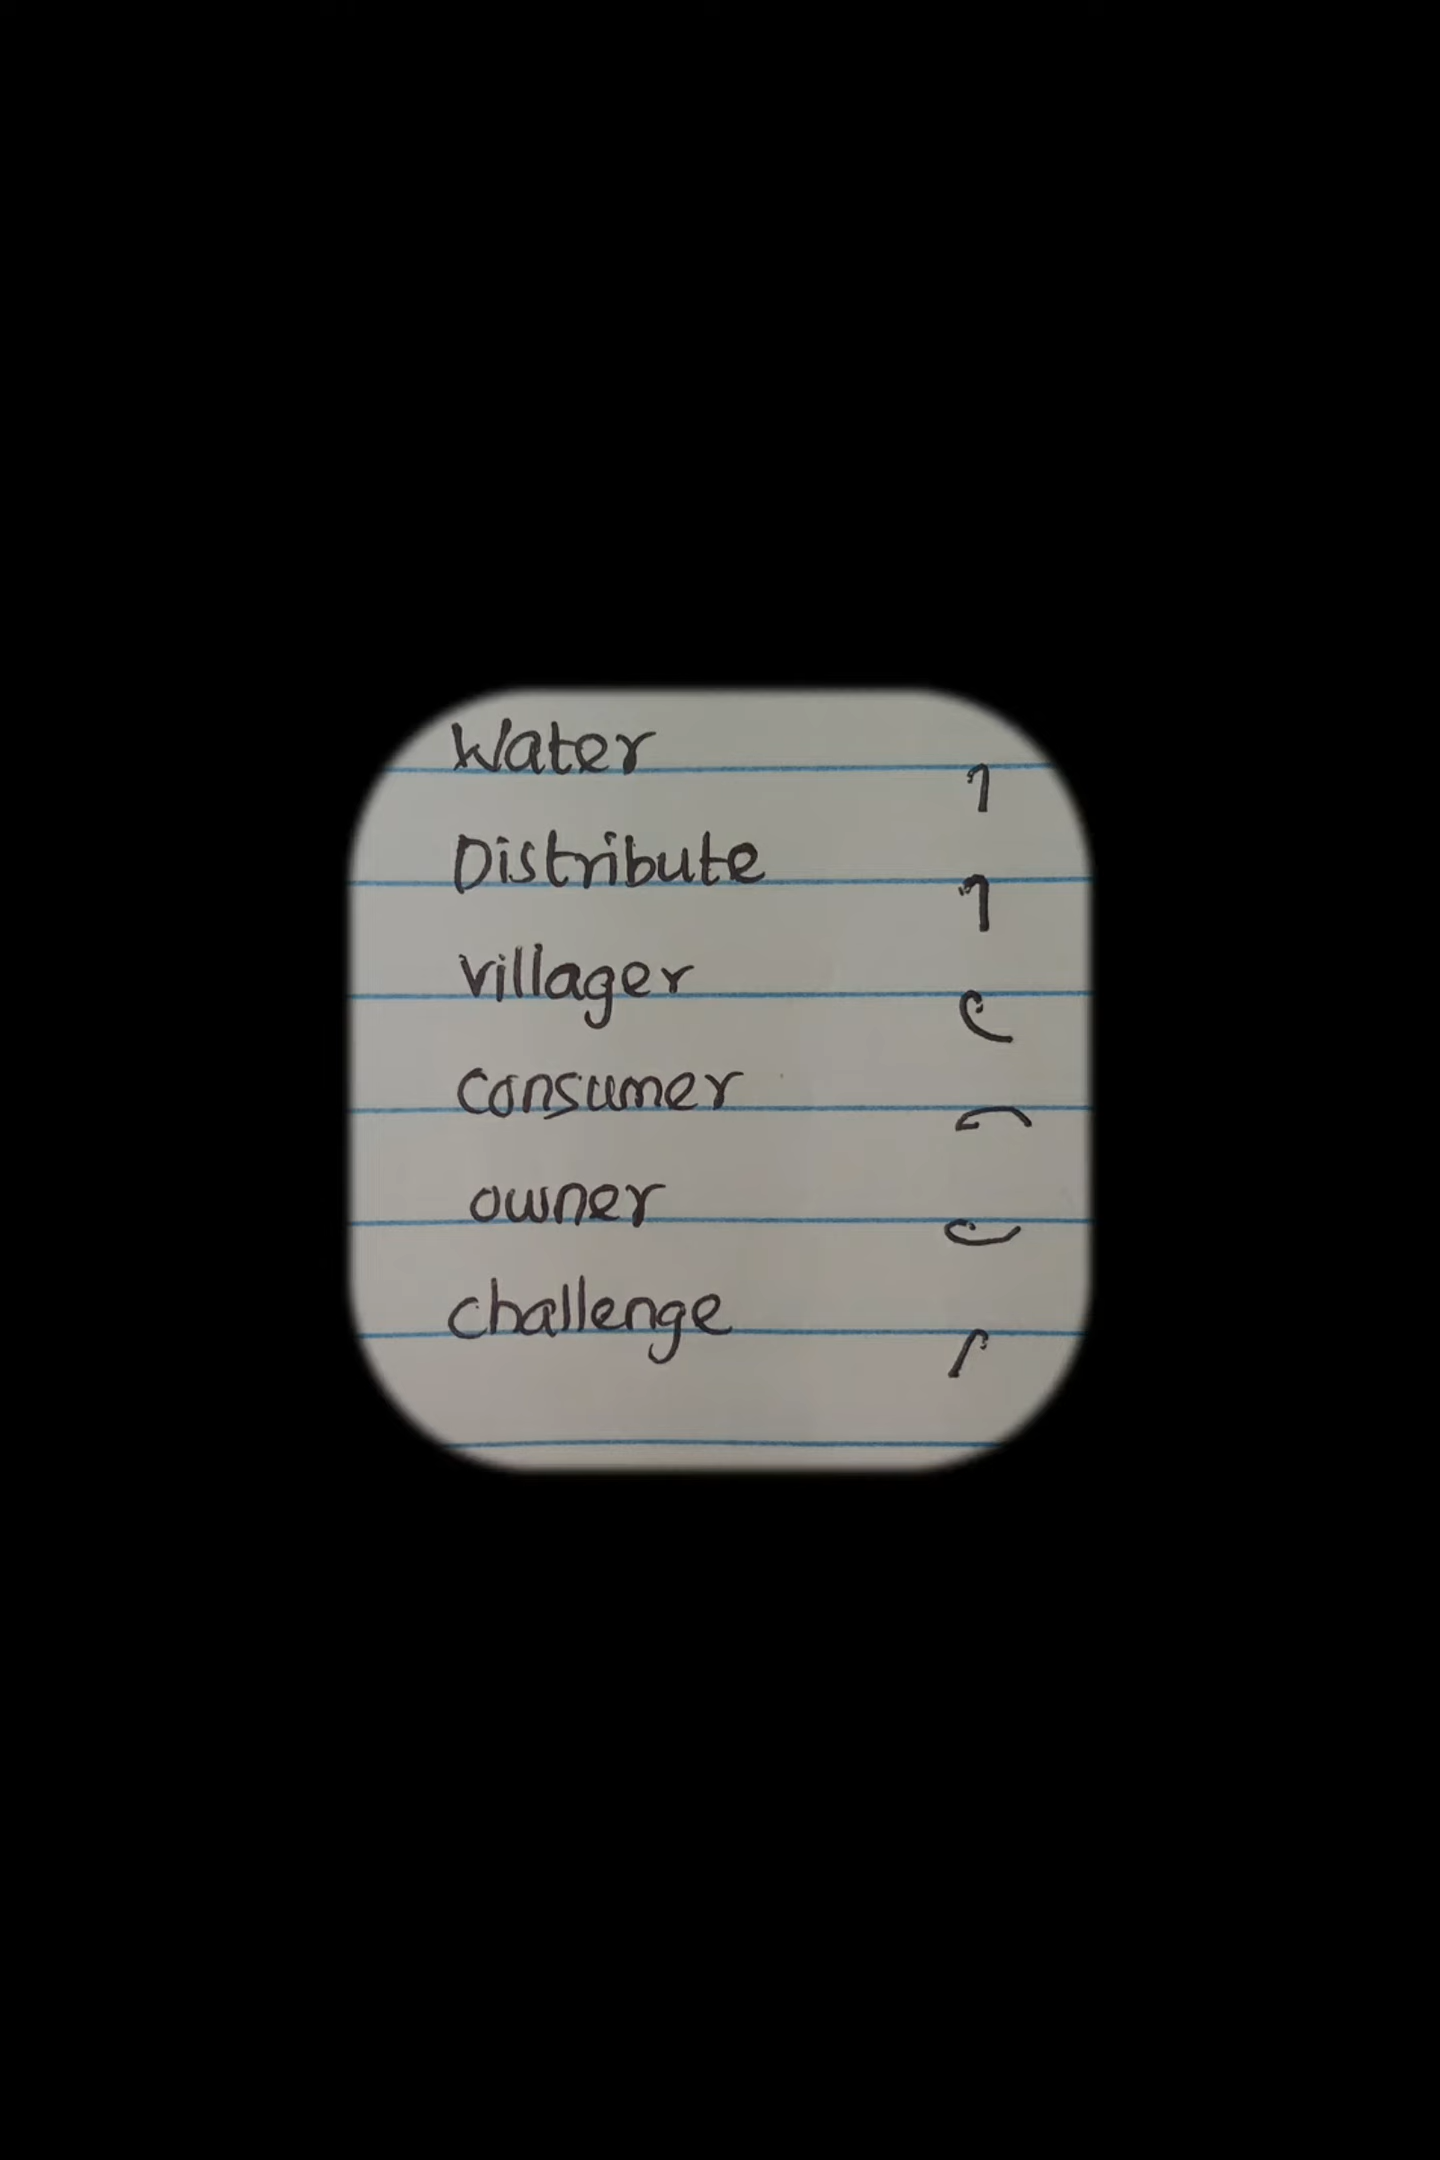 Water
Distribute
villager
consumer
owner
challenge